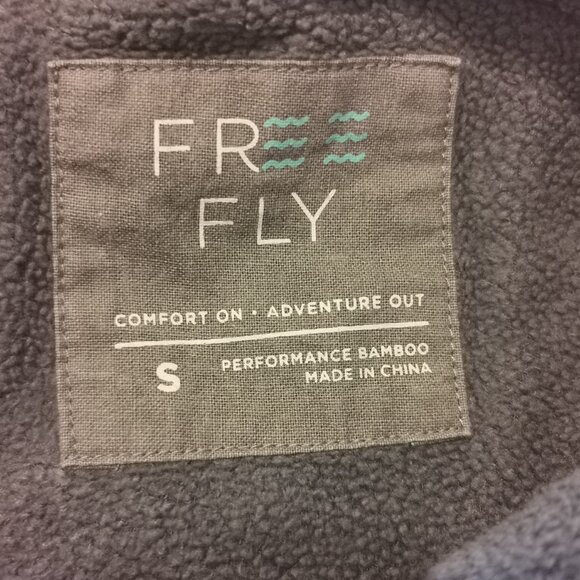 FREE
FLY
COMFORT ON • ADVENTURE OUT
S
PERFORMANCE BAMBOO
MADE IN CHINA